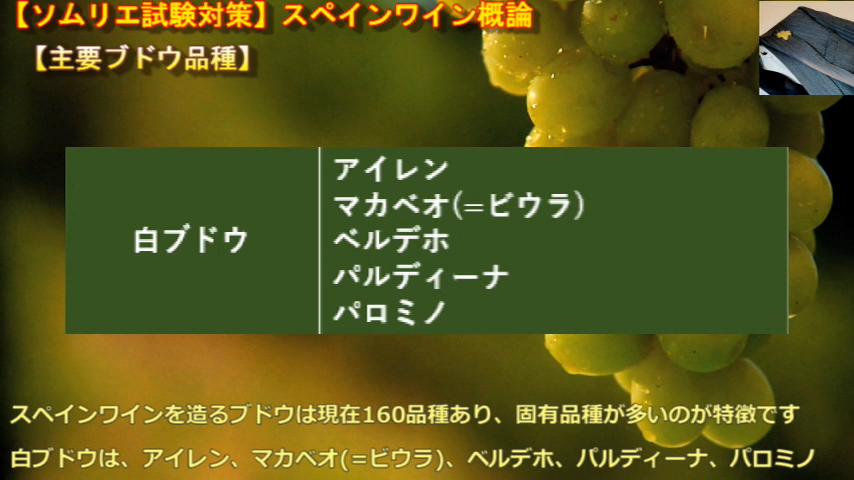 【ソムリエ試験対策】スペインワイン概論
【主要ブドウ品種】
白ブドウ
アイレン
マカベオ(=ビウラ)
ベルデホ
パルディーナ
パロミノ
スペインワインを造るブドウは現在160品種あり、固有品種が多いのが特徴です
白ブドウは、アイレン、マカベオ(=ビウラ)、ベルデホ、パルディーナ、パロミノ